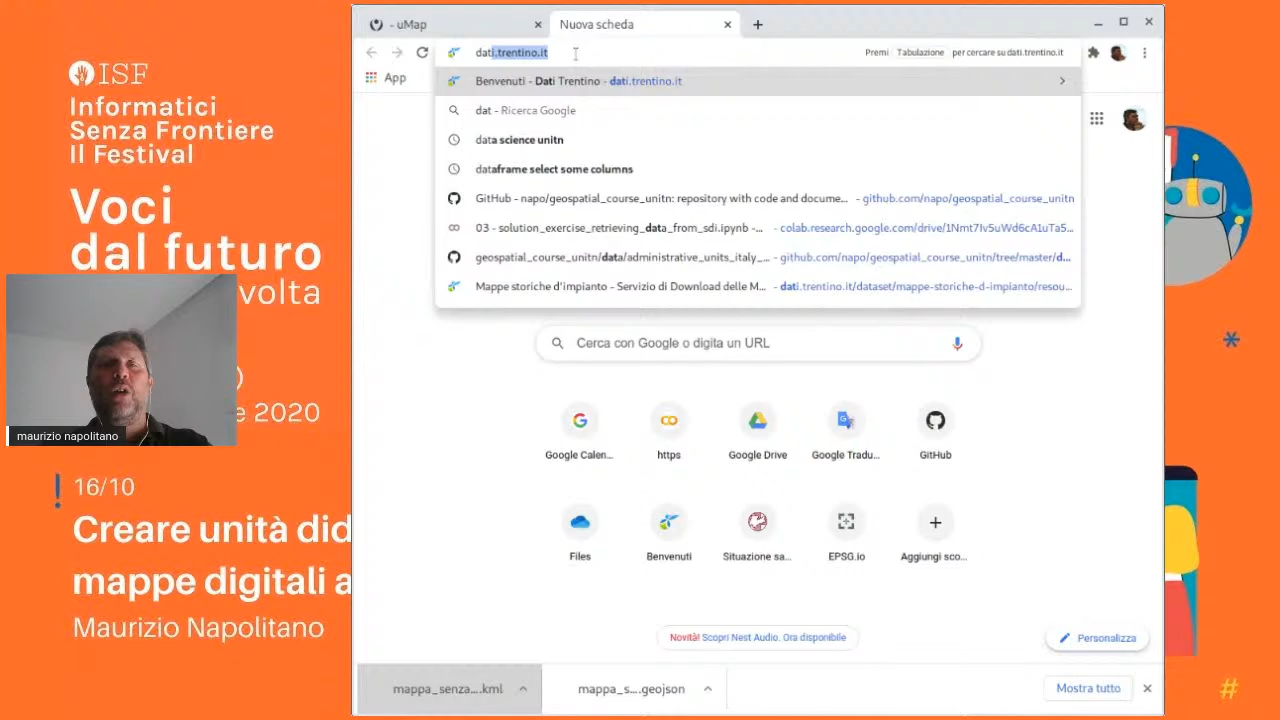 ISF
Informatici
Senza Frontiere
Il Festival
Voci
dal futuro
volta
)
e 2020
maurizio napolitano
16/10
Creare unità did
mappe digitali a
Maurizio Napolitano
- uMap
Nuova scheda
dati.trentino.it
Premi Tabulazione per cercare su dati.trentino.it
App
Benvenuti - Dati Trentino - dati.trentino.it
dat - Ricerca Google
data science unitn
dataframe select some columns
GitHub - napo/geospatial_course_unitn: repository with code and docume... - github.com/napo/geospatial_course_unitn
03 - solution_exercise_retrieving_data_from_sdi.ipynb -... - colab.research.google.com/drive/1Nmt7Iv5uWd6cA1uTa5...
geospatial_course_unitn/data/administrative_units_italy_... - github.com/napo/geospatial_course_unitn/tree/master/d...
Mappe storiche d'impianto - Servizio di Download delle M... - dati.trentino.it/dataset/mappe-storiche-d-impianto/resou...
Cerca con Google o digita un URL
Google Calen...
https
Google Drive
Google Tradu...
GitHub
Files
Benvenuti
Situazione sa...
EPSG.io
Aggiungi sco...
Novità! Scopri Nest Audio. Ora disponibile
Personalizza
mappa_senza....kml
mappa_s....geojson
Mostra tutto
#